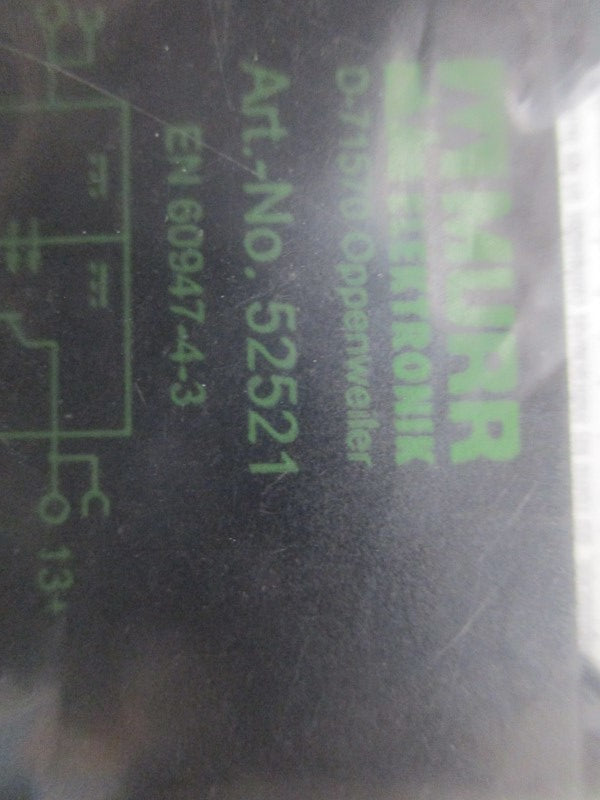 MURR
ELEKTRONIK
D-71570 Oppenweiler
Art.-No. 52521
EN 60947-4-3
13+